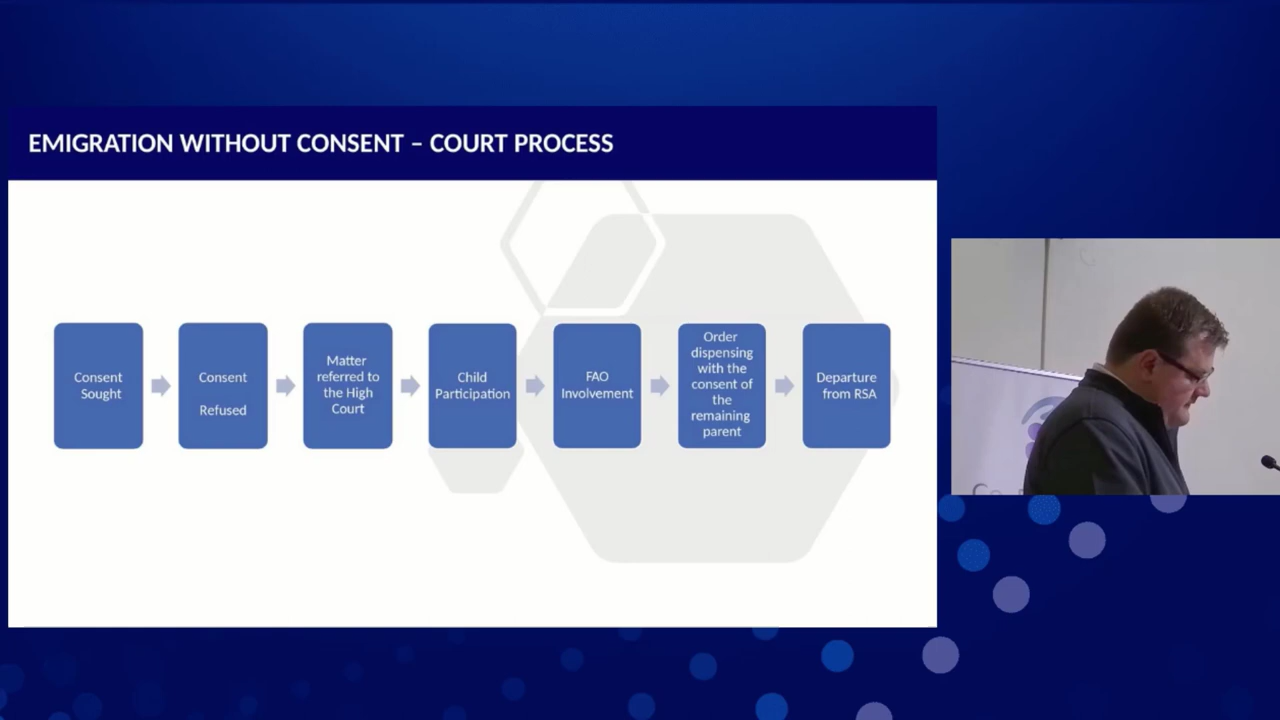 EMIGRATION WITHOUT CONSENT – COURT PROCESS
Consent
Sought
Consent
Refused
Matter
referred to
the High
Court
Child
Participation
FAO
Involvement
Order
dispensing
with the
consent of
the
remaining
parent
Departure
from RSA